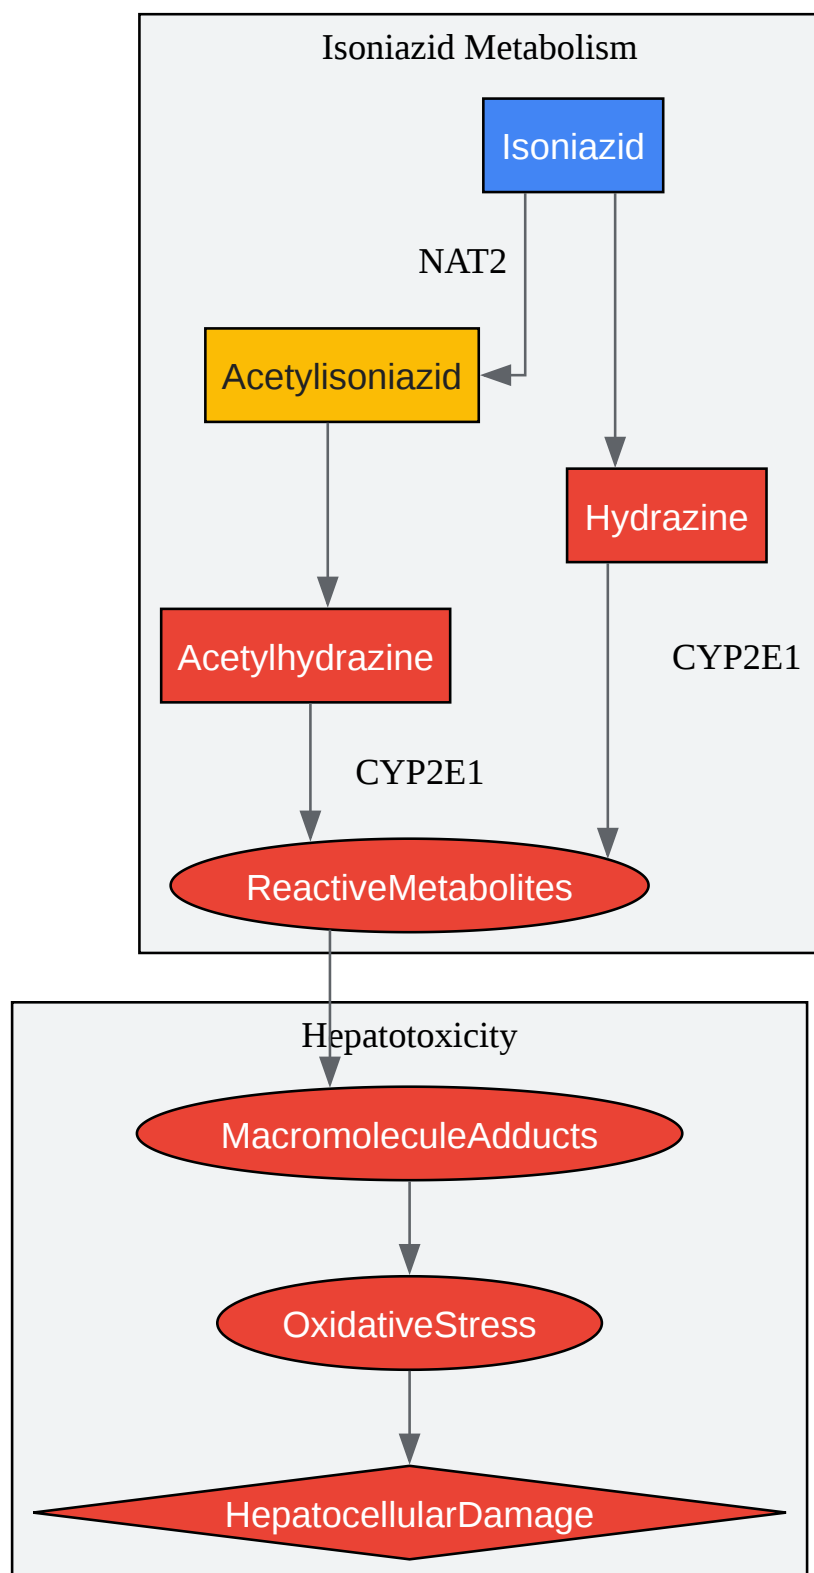 Isoniazid Metabolism
Isoniazid
NAT2
Acetylisoniazid
Hydrazine
Acetylhydrazine
CYP2E1
CYP2E1
ReactiveMetabolites
Hepatotoxicity
MacromoleculeAdducts
OxidativeStress
HepatocellularDamage